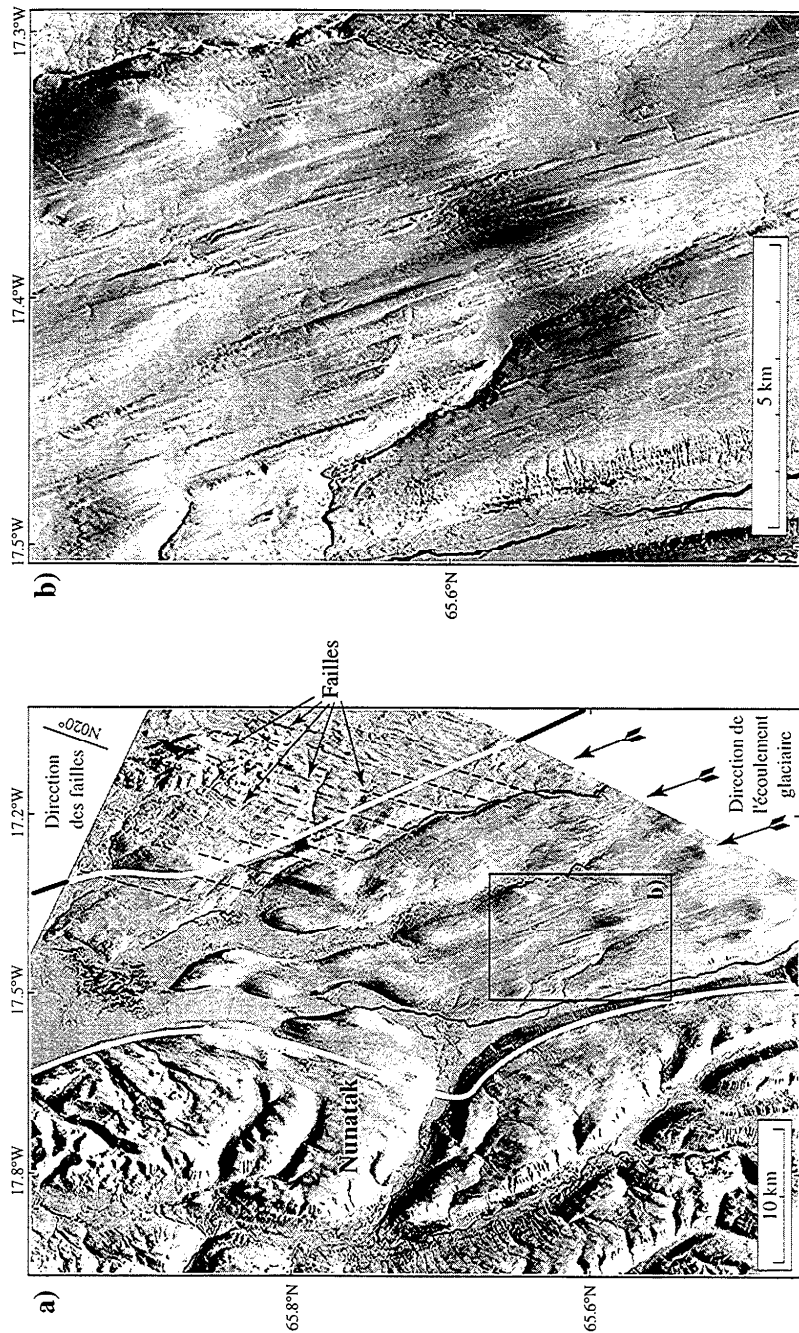 a)
17.8°W
17.5°W
17.2°W
65.8°N
65.6°N
Direction
des failles
N020°
Failles
Nunatak
b)
Direction de
l'écoulement
glaciaire
10 km
b)
17.5°W
17.4°W
17.3°W
65.6°N
5 km